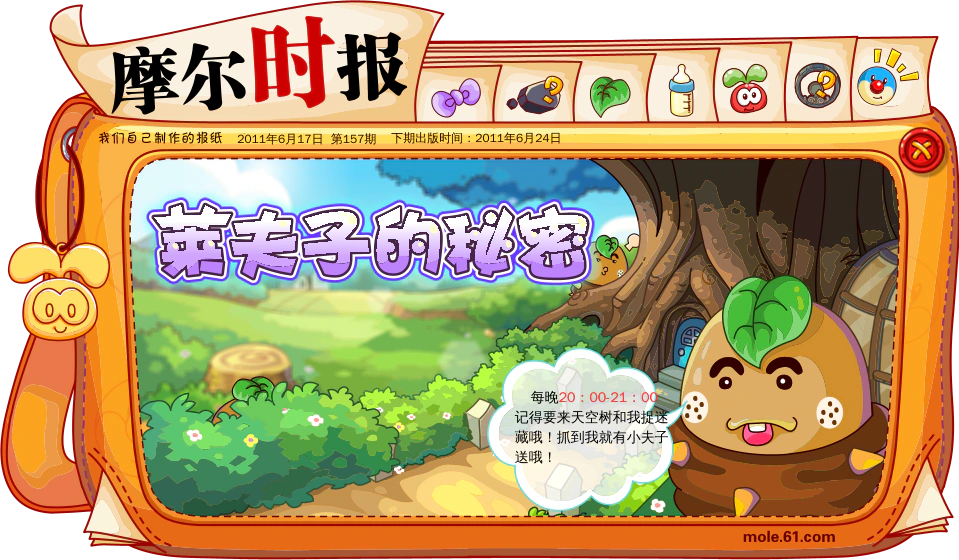 摩尔时报
我们自己制作的报纸 2011年6月17日 第157期 下期出版时间：2011年6月24日
莱夫子的秘密
每晚20：00-21：00
记得要来天空树和我捉迷
藏哦！抓到我就有小夫子
送哦！
mole.61.com